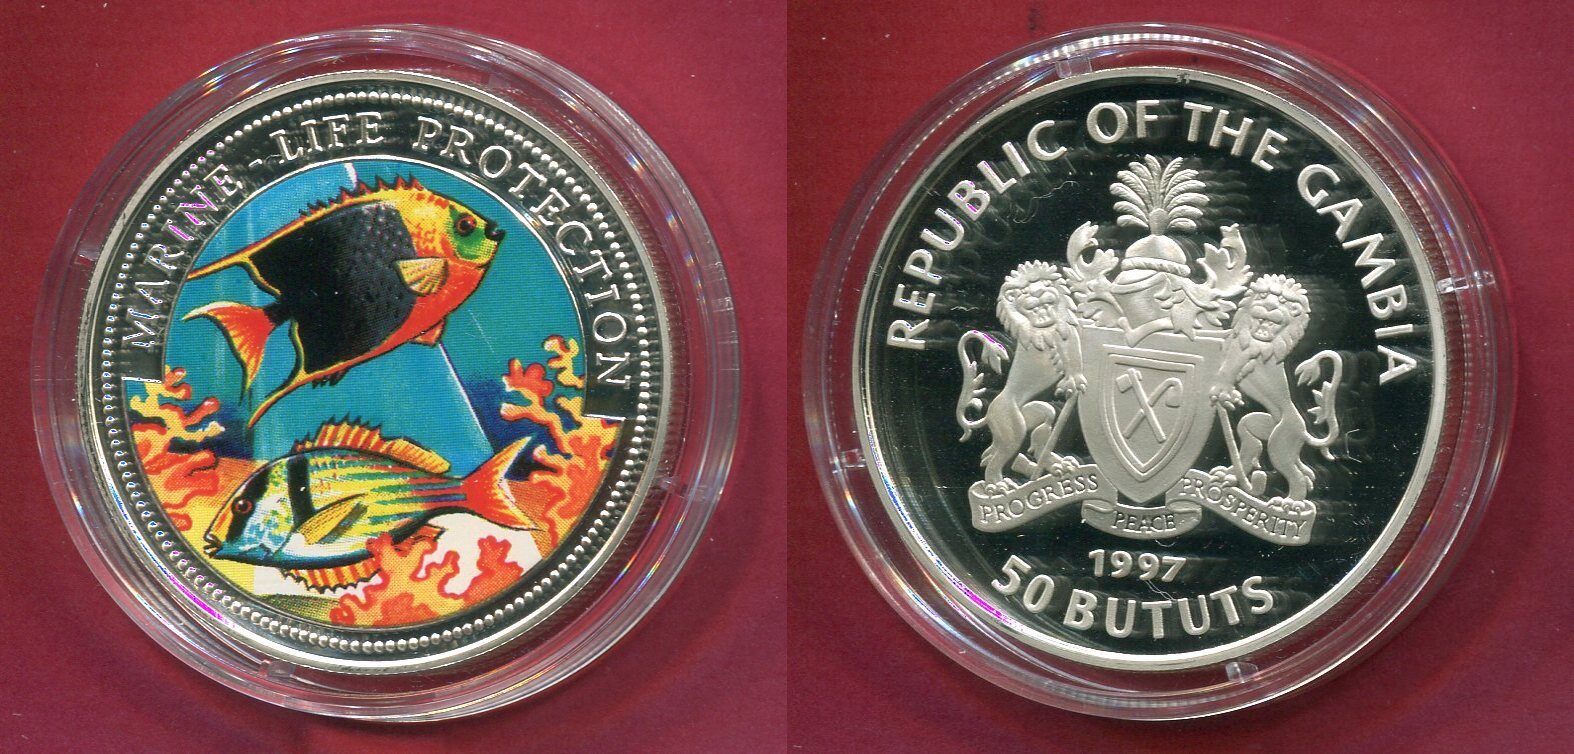 MARINE - LIFE PROTECTION
REPUBLIC OF THE GAMBIA
PROGRESS PEACE PROSPERITY
1997
50 BUTUTS